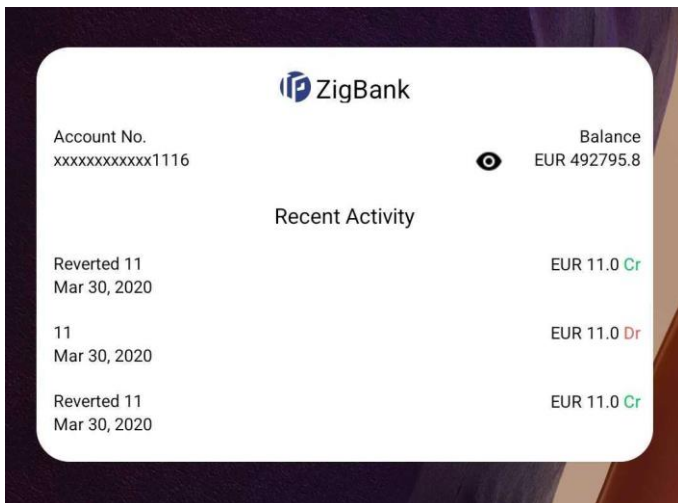 ZigBank
Account No.
Balance
xxxxxxxxxxxx1116
EUR 492795.8
Recent Activity
Reverted 11
EUR 11.0 Cr
Mar 30, 2020
11
EUR 11.0 Dr
Mar 30, 2020
Reverted 11
EUR 11.0 Cr
Mar 30, 2020